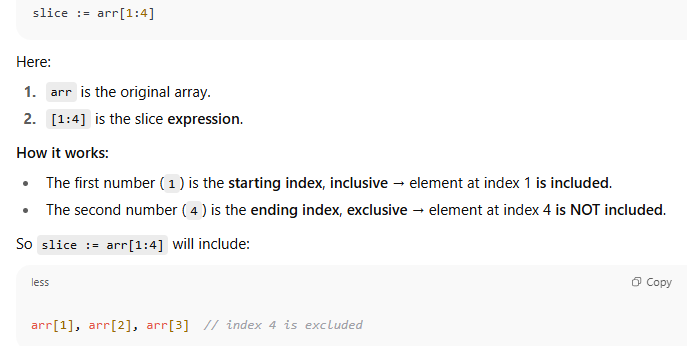 slice := arr[1:4]
Here:
1. arr is the original array.
2. [1:4] is the slice expression.
How it works:
• The first number ( 1 ) is the starting index, inclusive → element at index 1 is included.
• The second number ( 4 ) is the ending index, exclusive → element at index 4 is NOT included.
So slice := arr[1:4] will include:
less Copy
arr[1], arr[2], arr[3] // index 4 is excluded